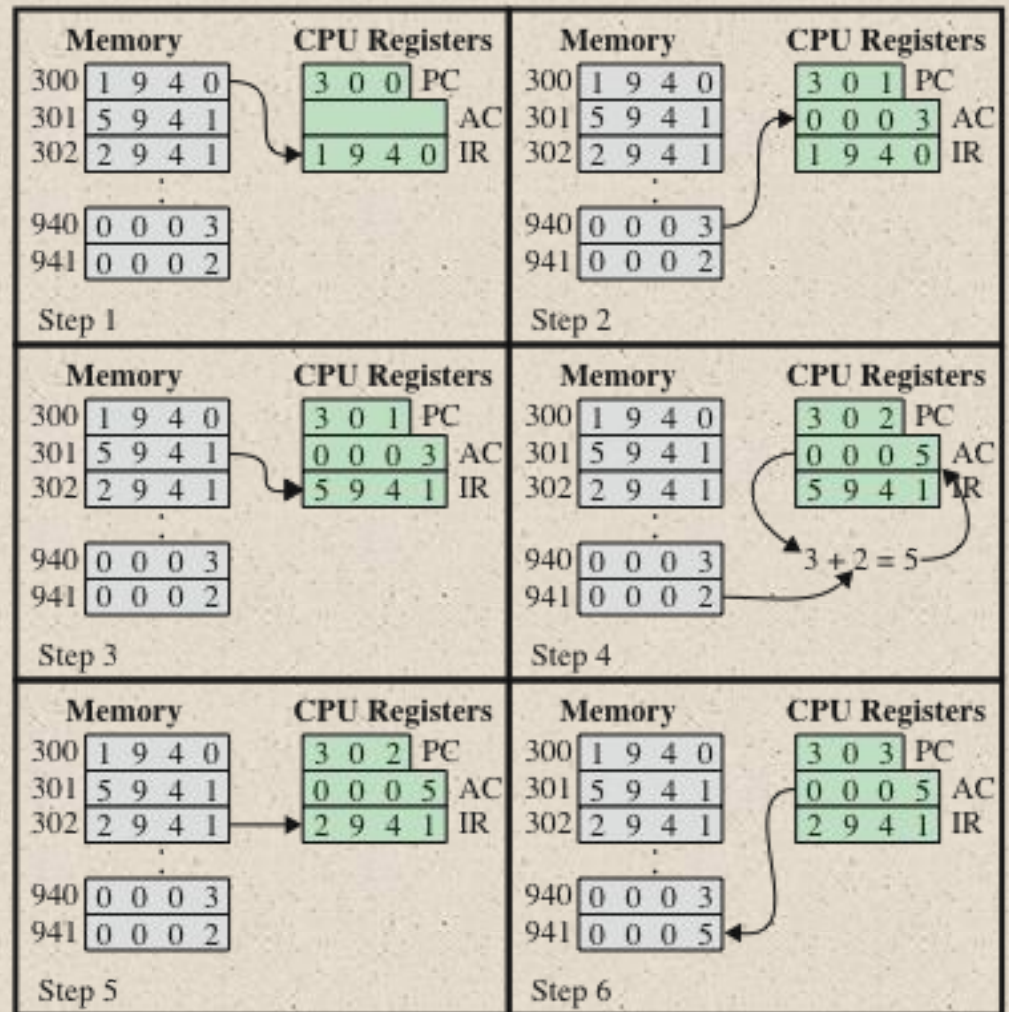 Memory CPU Registers
300 1 9 4 0 3 0 0 PC
301 5 9 4 1 AC
302 2 9 4 1 1 9 4 0 IR
940 0 0 0 3
941 0 0 0 2
Step 1
Memory CPU Registers
300 1 9 4 0 3 0 1 PC
301 5 9 4 1 0 0 0 3 AC
302 2 9 4 1 1 9 4 0 IR
940 0 0 0 3
941 0 0 0 2
Step 2
Memory CPU Registers
300 1 9 4 0 3 0 1 PC
301 5 9 4 1 0 0 0 3 AC
302 2 9 4 1 5 9 4 1 IR
940 0 0 0 3
941 0 0 0 2
Step 3
Memory CPU Registers
300 1 9 4 0 3 0 2 PC
301 5 9 4 1 0 0 0 5 AC
302 2 9 4 1 5 9 4 1 IR
940 0 0 0 3 3 + 2 = 5
941 0 0 0 2
Step 4
Memory CPU Registers
300 1 9 4 0 3 0 2 PC
301 5 9 4 1 0 0 0 5 AC
302 2 9 4 1 2 9 4 1 IR
940 0 0 0 3
941 0 0 0 2
Step 5
Memory CPU Registers
300 1 9 4 0 3 0 3 PC
301 5 9 4 1 0 0 0 5 AC
302 2 9 4 1 2 9 4 1 IR
940 0 0 0 3
941 0 0 0 5
Step 6